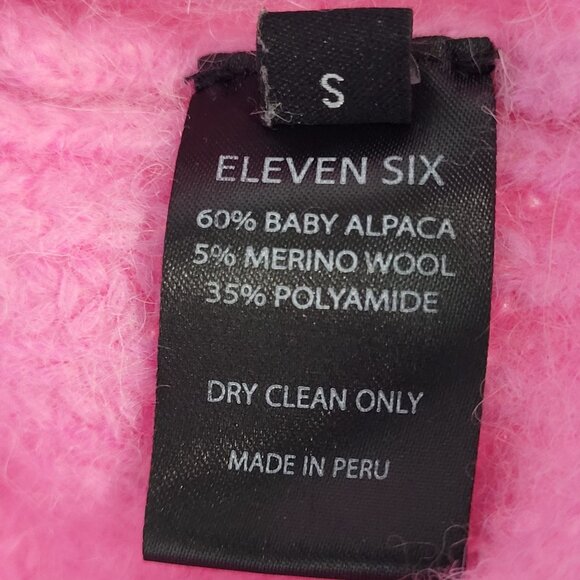 S
ELEVEN SIX
60% BABY ALPACA
5% MERINO WOOL
35% POLYAMIDE
DRY CLEAN ONLY
MADE IN PERU